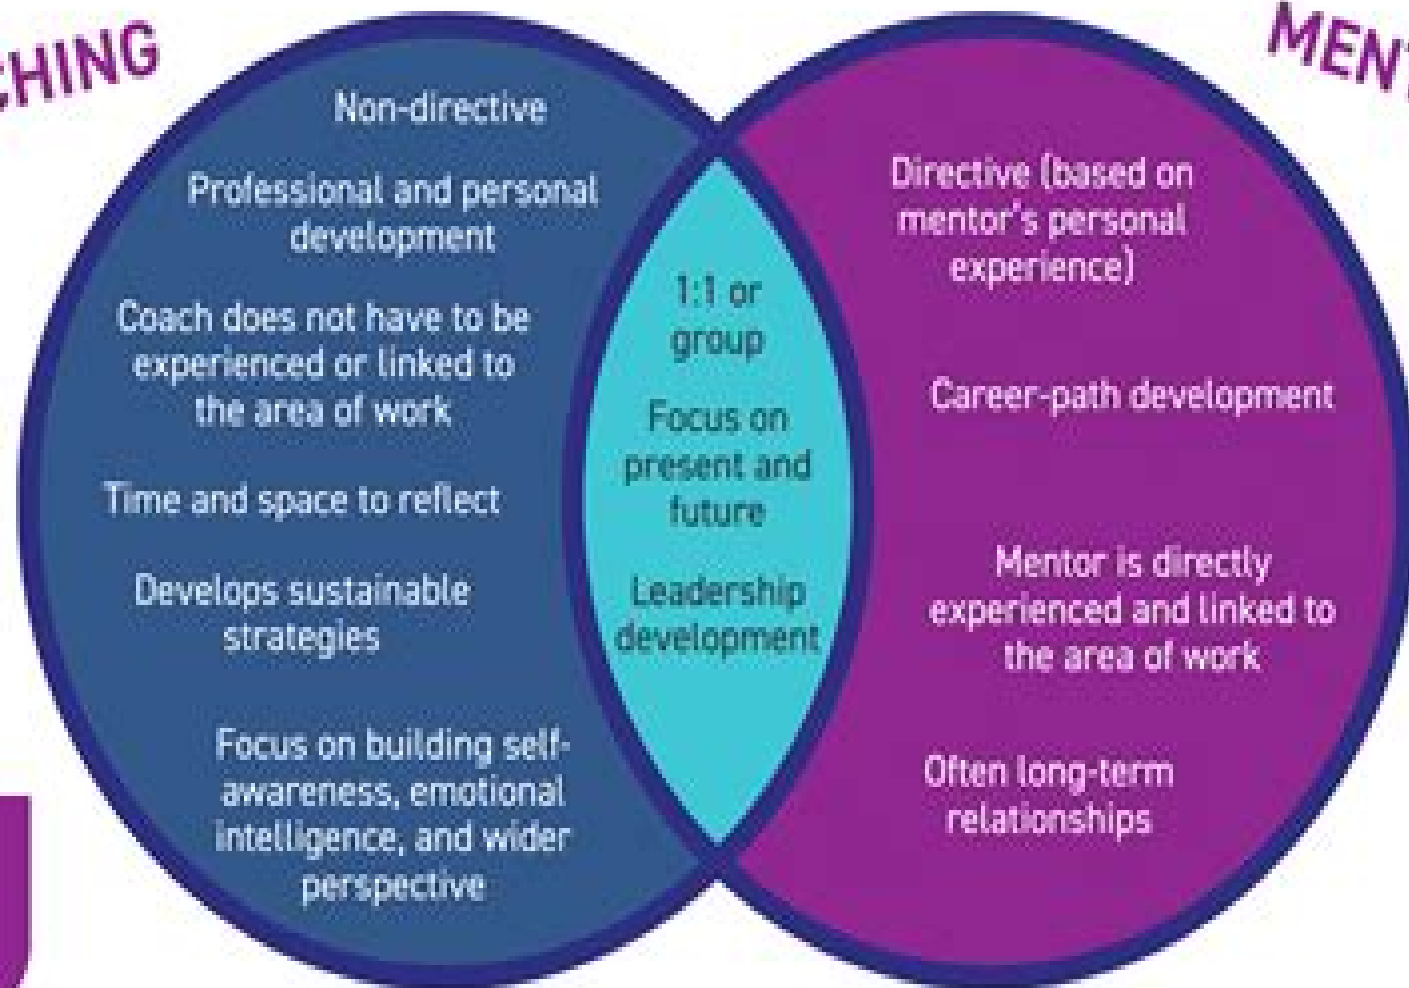 CHING
Non-directive
Professional and personal
development
Coach does not have to be
experienced or linked to
the area of work
Time and space to reflect
Develops sustainable
strategies
Focus on building self-
awareness, emotional
intelligence, and wider
perspective
1:1 or
group
Focus on
present and
future
Leadership
development
MENT
Directive (based on
mentor's personal
experience)
Career-path development
Mentor is directly
experienced and linked to
the area of work
Often long-term
relationships